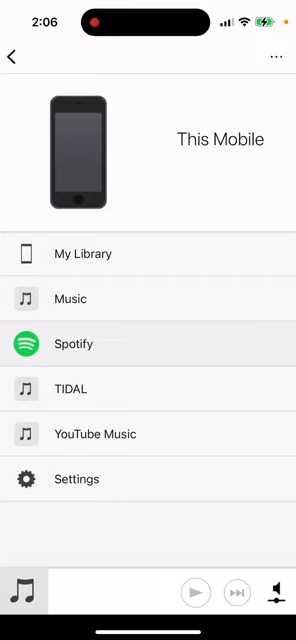 2:06
This Mobile
My Library
Music
Spotify
TIDAL
YouTube Music
Settings